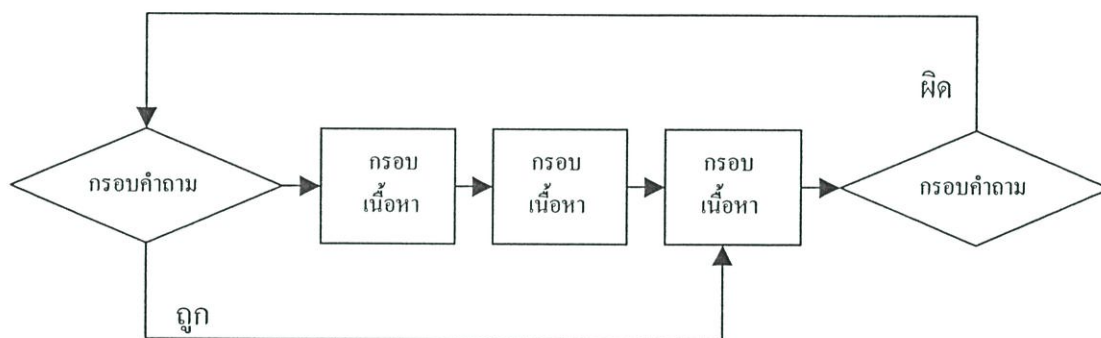 ผิด
กรอบคำถาม
กรอบ
เนื้อหา
กรอบ
เนื้อหา
กรอบ
เนื้อหา
กรอบคำถาม
ถูก